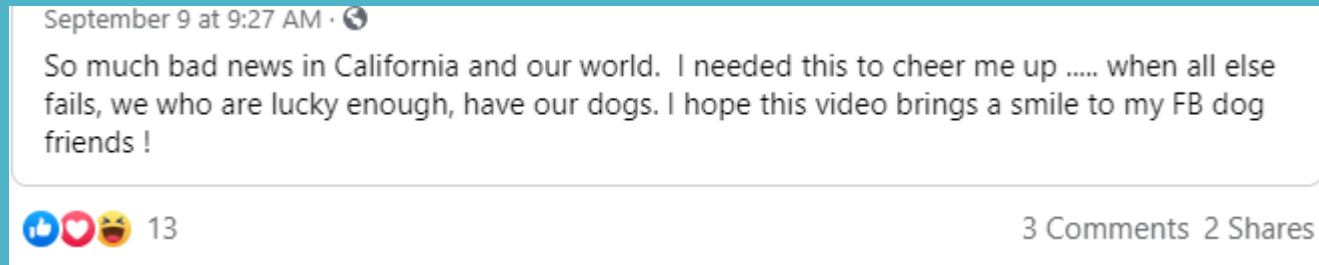 September 9 at 9:27 AM ·
So much bad news in California and our world.  I needed this to cheer me up ..... when all else
fails, we who are lucky enough, have our dogs. I hope this video brings a smile to my FB dog
friends !
13 3 Comments 2 Shares